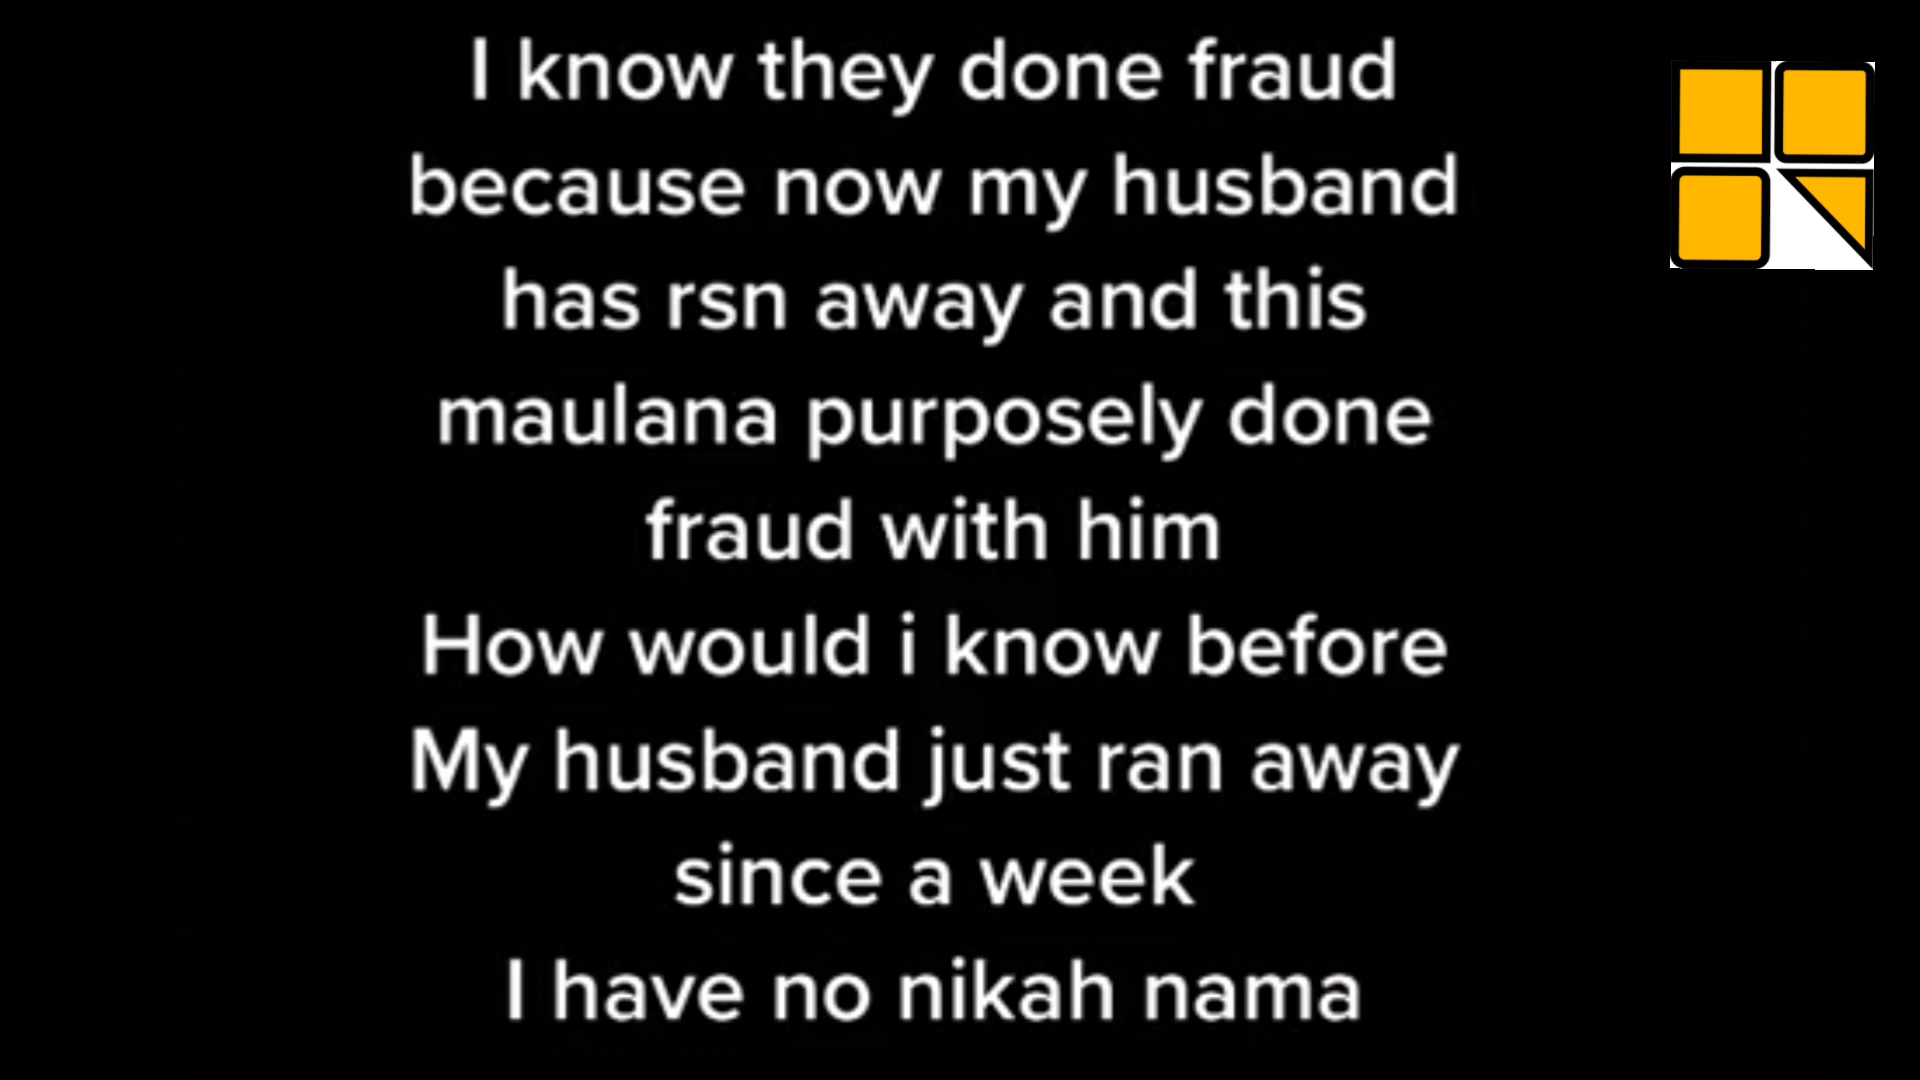 I know they done fraud
because now my husband
has rsn away and this
maulana purposely done
fraud with him
How would i know before
My husband just ran away
since a week
I have no nikah nama